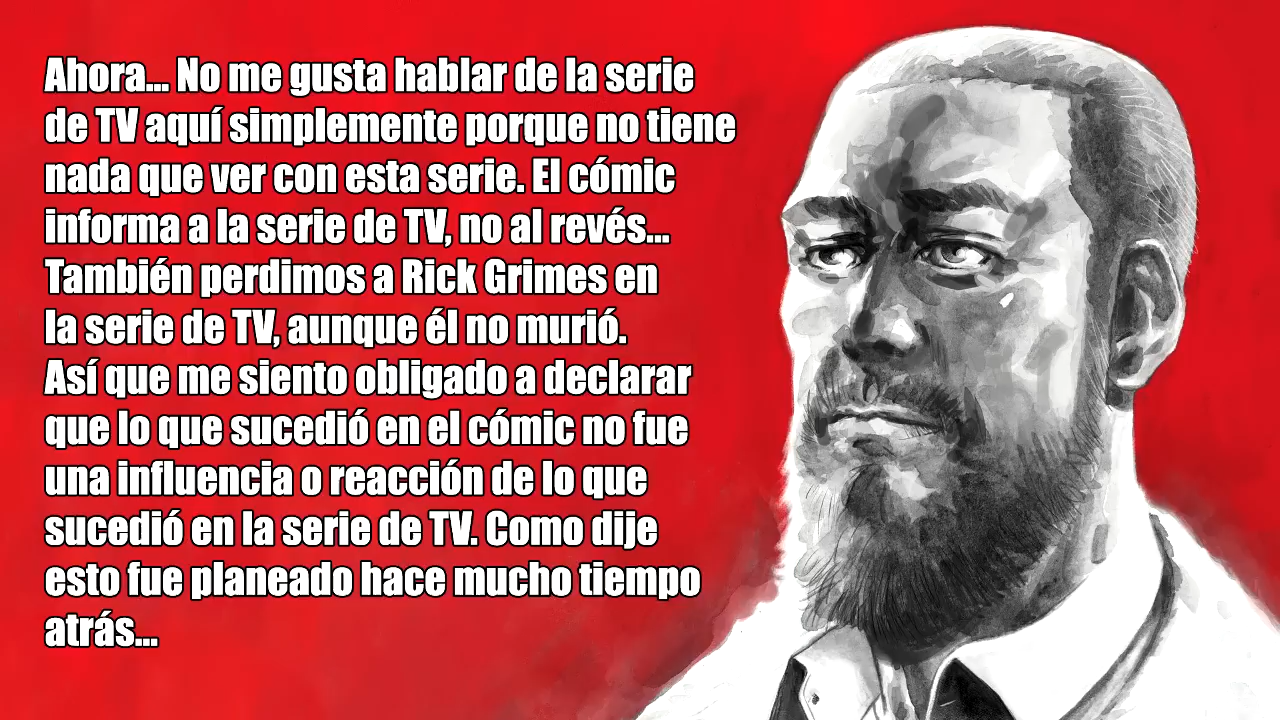 Ahora... No me gusta hablar de la serie
de TV aquí simplemente porque no tiene
nada que ver con esta serie. El cómic
informa a la serie de TV, no al revés...
También perdimos a Rick Grimes en
la serie de TV, aunque él no murió.
Así que me siento obligado a declarar
que lo que sucedió en el cómic no fue
una influencia o reacción de lo que
sucedió en la serie de TV. Como dije
esto fue planeado hace mucho tiempo
atrás...